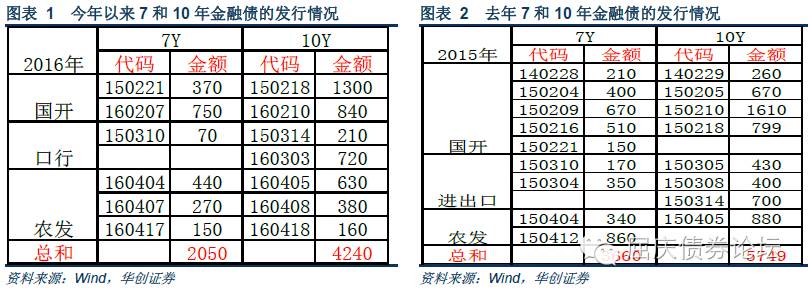 图表 1 今年以来 7 和 10 年金融债的发行情况
7Y 10Y
2016年 代码 金额 代码 金额
150221 370 150218 1300
国开 160207 750 160210 840
150310 70 150314 210
口行 160303 720
160404 440 160405 630
160407 270 160408 380
农发 160417 150 160418 160
总和 2050 4240
资料来源：Wind，华创证券
图表 2 去年 7 和 10 年金融债的发行情况
7Y 10Y
2015年 代码 金额 代码 金额
140228 210 140229 260
150204 400 150205 670
150209 670 150210 1610
150216 510 150218 799
国开 150221 150
150310 170 150305 430
150304 350 150308 400
进出口 150314 700
150404 340 150405 880
农发 150412 860
总和 5749
屈庆债券论坛
资料来源：Wind，华创证券